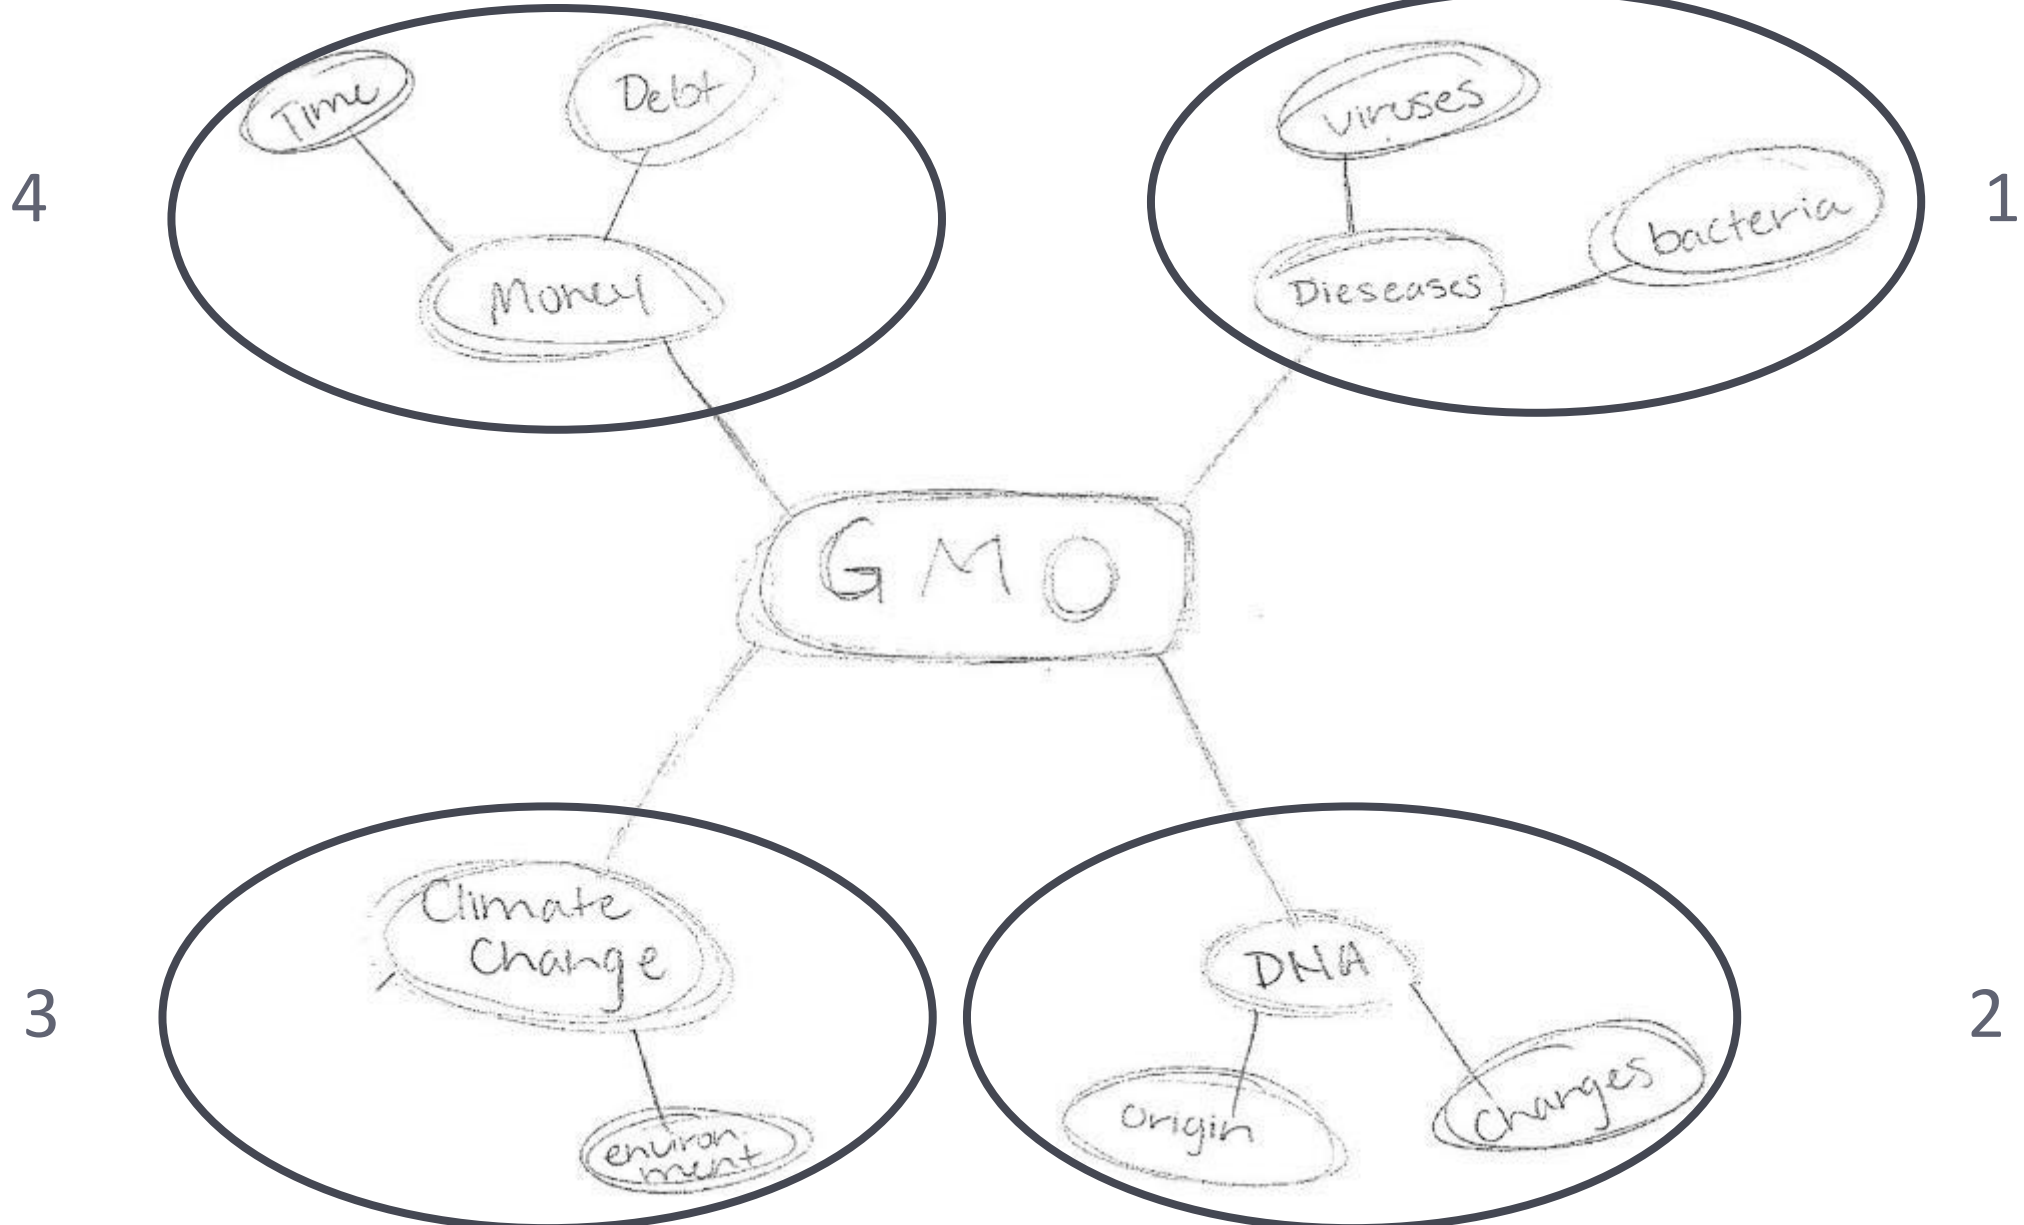 Time
Debt
Money
4
viruses
bacteria
Dieseases
1
GMO
Climate
Change
environ
ment
3
DNA
origin
changes
2